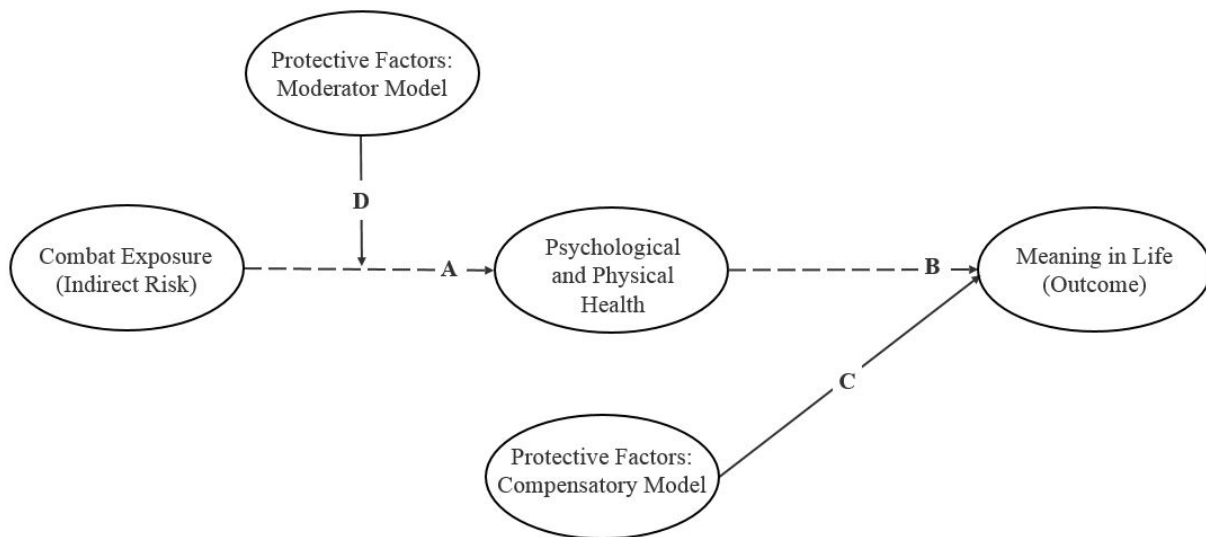 Protective Factors:
Moderator Model
D
Combat Exposure
(Indirect Risk)
A
Psychological
and Physical
Health
B
Meaning in Life
(Outcome)
C
Protective Factors:
Compensatory Model